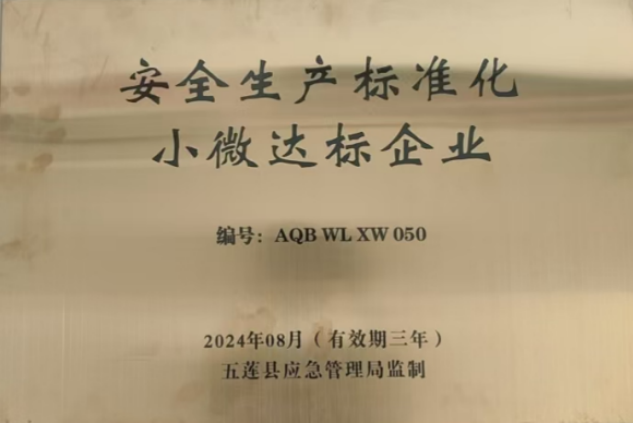 安全生产标准化
小微达标企业
编号：AQB WL XW 050
2024年08月（有效期三年）
五莲县应急管理局监制